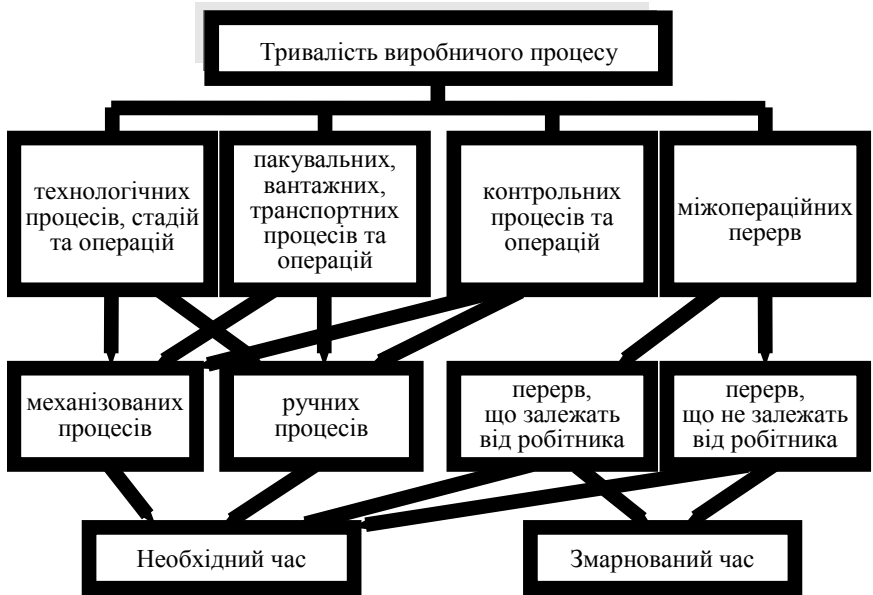 Тривалість виробничого процесу
технологічних
процесів, стадій
та операцій
пакувальних,
вантажних,
транспортних
процесів та
операцій
контрольних
процесів та
операцій
міжопераційних
перерв
механізованих
процесів
ручних
процесів
перерв,
що залежать
від робітника
перерв,
що не залежать
від робітника
Необхідний час
Змарнований час